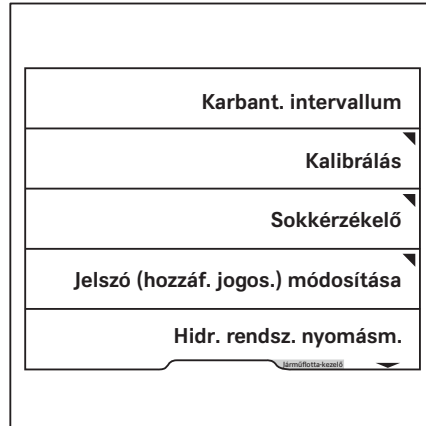 Karbant. intervallum
Kalibrálás
Sokkérzékelő
Jelszó (hozzáf. jogos.) módosítása
Hidr. rendsz. nyomásm.
Járműflotta-kezelő